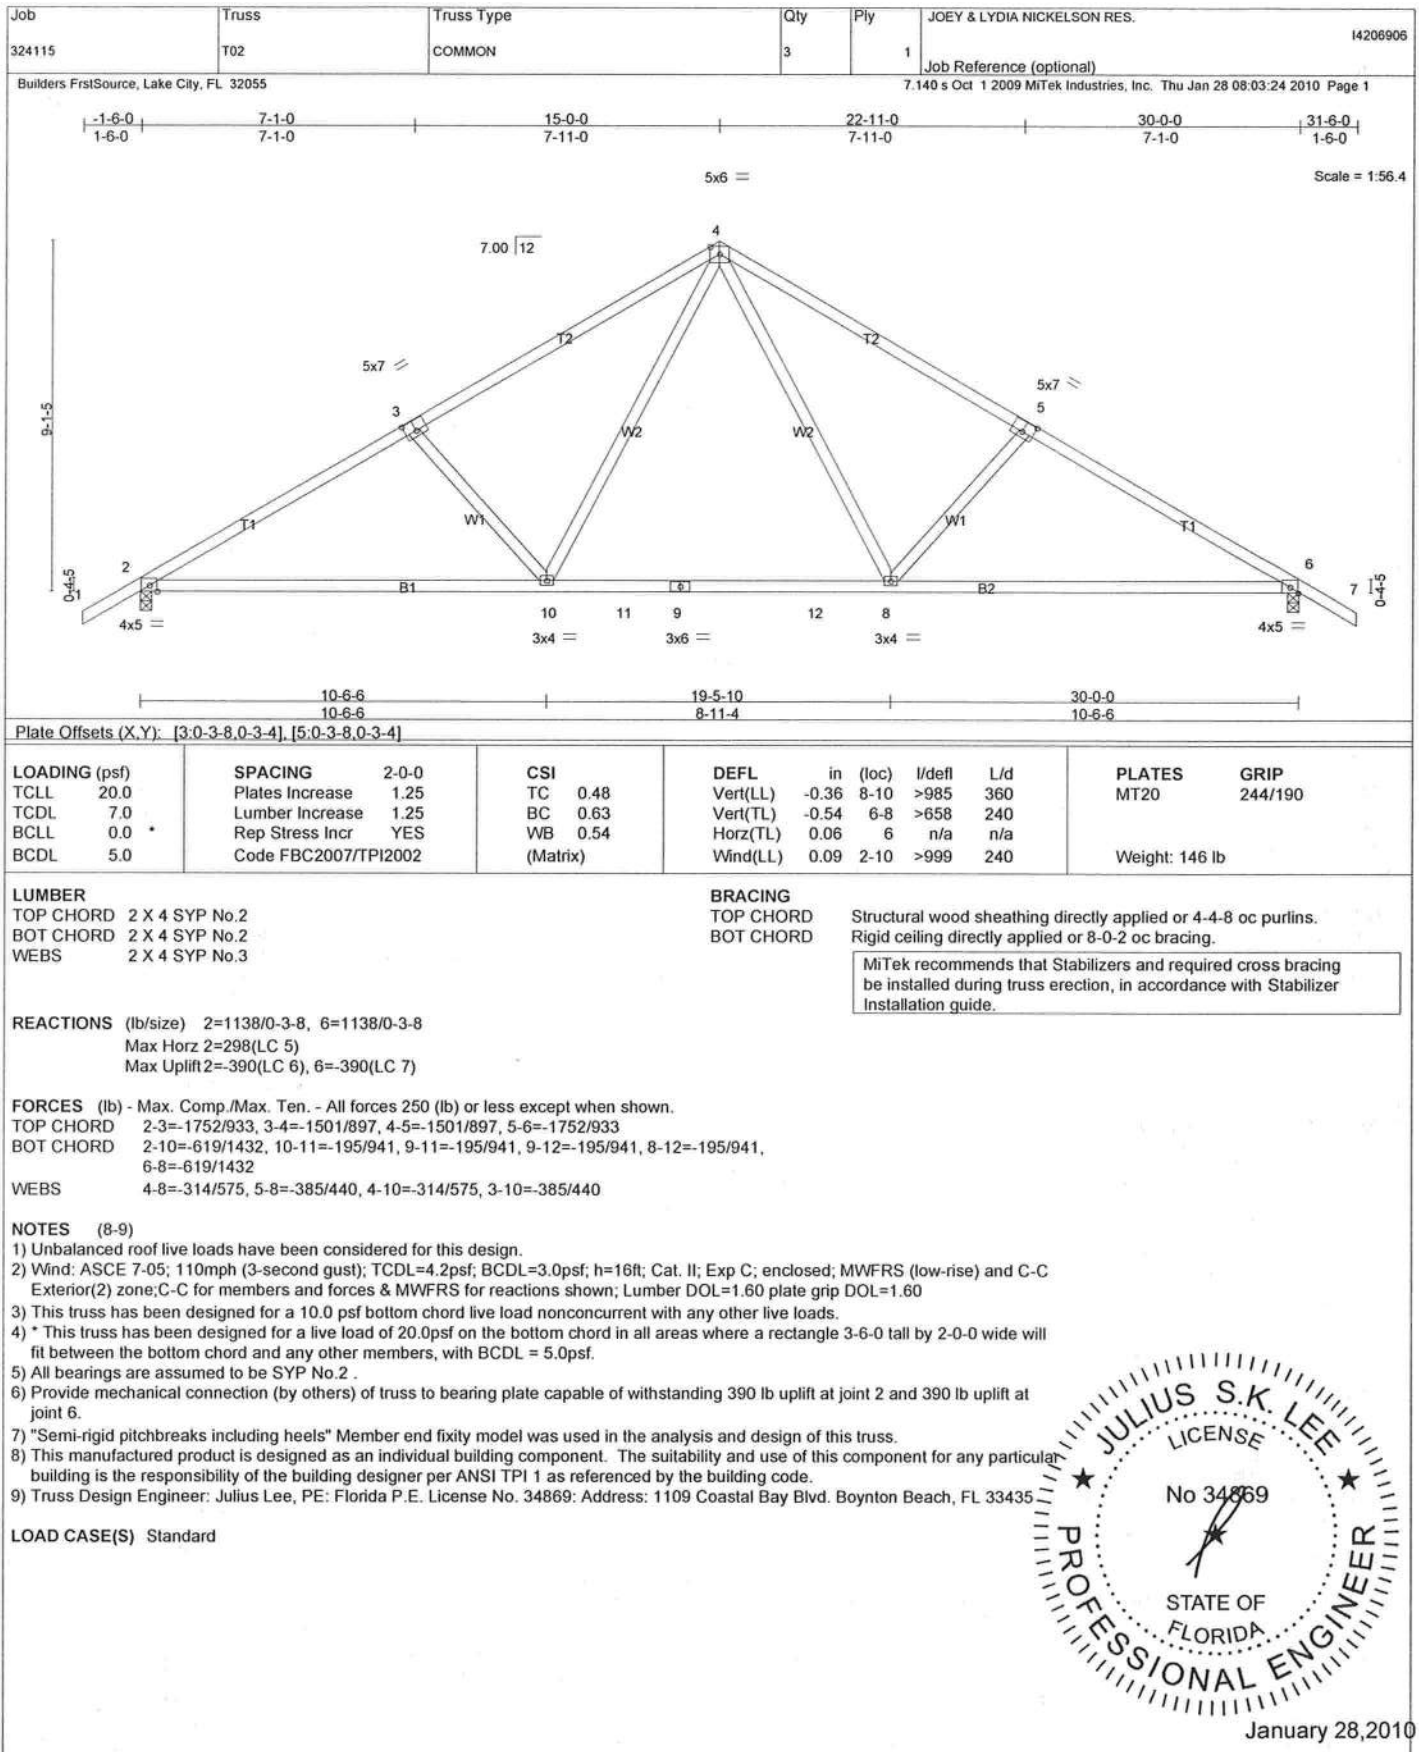 Job Truss Truss Type Qty Ply JOEY & LYDIA NICKELSON RES.
I4206906
324115 T02 COMMON 3 1
Job Reference (optional)
Builders FrstSource, Lake City, FL 32055 7.140 s Oct 1 2009 MiTek Industries, Inc. Thu Jan 28 08:03:24 2010 Page 1
-1-6-0 7-1-0 15-0-0 22-11-0 30-0-0 31-6-0
1-6-0 7-1-0 7-11-0 7-11-0 7-1-0 1-6-0
5x6 = Scale = 1:56.4
4
7.00 12
T2 T2
5x7
5x7
3 5
9-1-5
W2 W2
W1 W1
T1 T1
2 6
0-4-5
1 B1 B2 7
0-4-5
10 11 9 12 8
4x5 = 3x4 = 3x6 = 3x4 = 4x5 =
10-6-6 19-5-10 30-0-0
10-6-6 8-11-4 10-6-6
Plate Offsets (X,Y): [3:0-3-8,0-3-4], [5:0-3-8,0-3-4]
LOADING (psf) SPACING 2-0-0 CSI DEFL in (loc) l/defl L/d PLATES GRIP
TCLL 20.0 Plates Increase 1.25 TC 0.48 Vert(LL) -0.36 8-10 >985 360 MT20 244/190
TCDL 7.0 Lumber Increase 1.25 BC 0.63 Vert(TL) -0.54 6-8 >658 240
BCLL 0.0 * Rep Stress Incr YES WB 0.54 Horz(TL) 0.06 6 n/a n/a
BCDL 5.0 Code FBC2007/TPI2002 (Matrix) Wind(LL) 0.09 2-10 >999 240 Weight: 146 lb
LUMBER BRACING
TOP CHORD 2 X 4 SYP No.2 TOP CHORD Structural wood sheathing directly applied or 4-4-8 oc purlins.
BOT CHORD 2 X 4 SYP No.2 BOT CHORD Rigid ceiling directly applied or 8-0-2 oc bracing.
WEBS 2 X 4 SYP No.3
MiTek recommends that Stabilizers and required cross bracing
be installed during truss erection, in accordance with Stabilizer
Installation guide.
REACTIONS (lb/size) 2=1138/0-3-8, 6=1138/0-3-8
Max Horz 2=298(LC 5)
Max Uplift 2=-390(LC 6), 6=-390(LC 7)
FORCES (lb) - Max. Comp./Max. Ten. - All forces 250 (lb) or less except when shown.
TOP CHORD 2-3=-1752/933, 3-4=-1501/897, 4-5=-1501/897, 5-6=-1752/933
BOT CHORD 2-10=-619/1432, 10-11=-195/941, 9-11=-195/941, 9-12=-195/941, 8-12=-195/941,
6-8=-619/1432
WEBS 4-8=-314/575, 5-8=-385/440, 4-10=-314/575, 3-10=-385/440
NOTES (8-9)
1) Unbalanced roof live loads have been considered for this design.
2) Wind: ASCE 7-05; 110mph (3-second gust); TCDL=4.2psf; BCDL=3.0psf; h=16ft; Cat. II; Exp C; enclosed; MWFRS (low-rise) and C-C
Exterior(2) zone;C-C for members and forces & MWFRS for reactions shown; Lumber DOL=1.60 plate grip DOL=1.60
3) This truss has been designed for a 10.0 psf bottom chord live load nonconcurrent with any other live loads.
4) * This truss has been designed for a live load of 20.0psf on the bottom chord in all areas where a rectangle 3-6-0 tall by 2-0-0 wide will
fit between the bottom chord and any other members, with BCDL = 5.0psf.
5) All bearings are assumed to be SYP No.2 .
6) Provide mechanical connection (by others) of truss to bearing plate capable of withstanding 390 lb uplift at joint 2 and 390 lb uplift at
joint 6.
7) "Semi-rigid pitchbreaks including heels" Member end fixity model was used in the analysis and design of this truss.
8) This manufactured product is designed as an individual building component. The suitability and use of this component for any particular
building is the responsibility of the building designer per ANSI TPI 1 as referenced by the building code.
9) Truss Design Engineer: Julius Lee, PE: Florida P.E. License No. 34869: Address: 1109 Coastal Bay Blvd. Boynton Beach, FL 33435
LOAD CASE(S) Standard
JULIUS S.K. LEE
LICENSE
No 34869
STATE OF
FLORIDA
PROFESSIONAL ENGINEER
January 28,2010